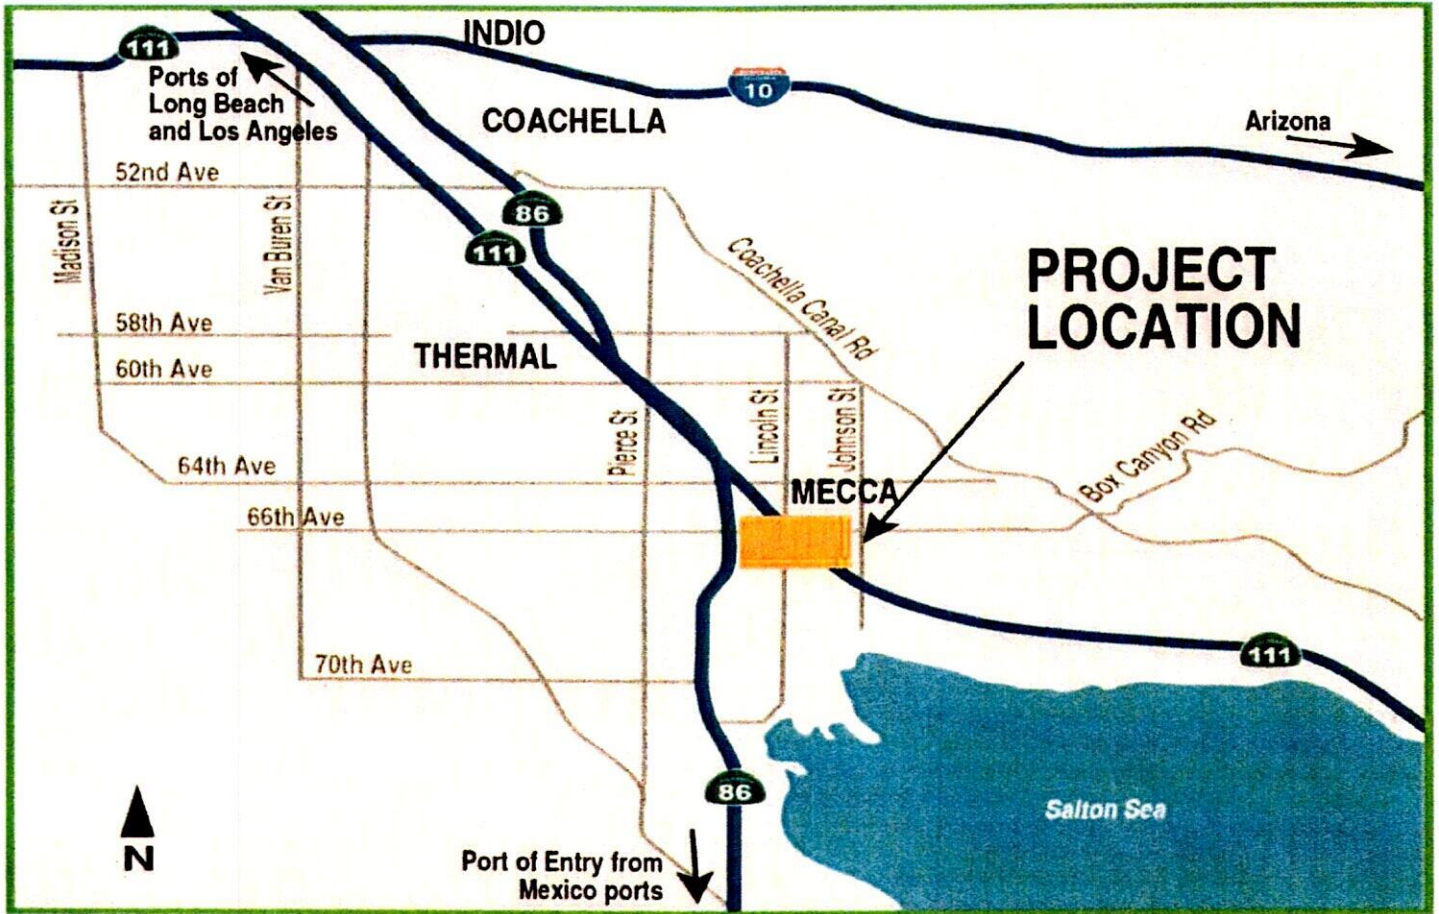 INDIO
111
Ports of
Long Beach
and Los Angeles
10
COACHELLA
Arizona
52nd Ave
86
Madison St
Van Buren St
111
Coachella Canal Rd
PROJECT
LOCATION
58th Ave
THERMAL
60th Ave
Pierce St
Lincoln St
Johnson St
64th Ave
MECCA
Box Canyon Rd
66th Ave
70th Ave
111
86
Salton Sea
N
Port of Entry from
Mexico ports